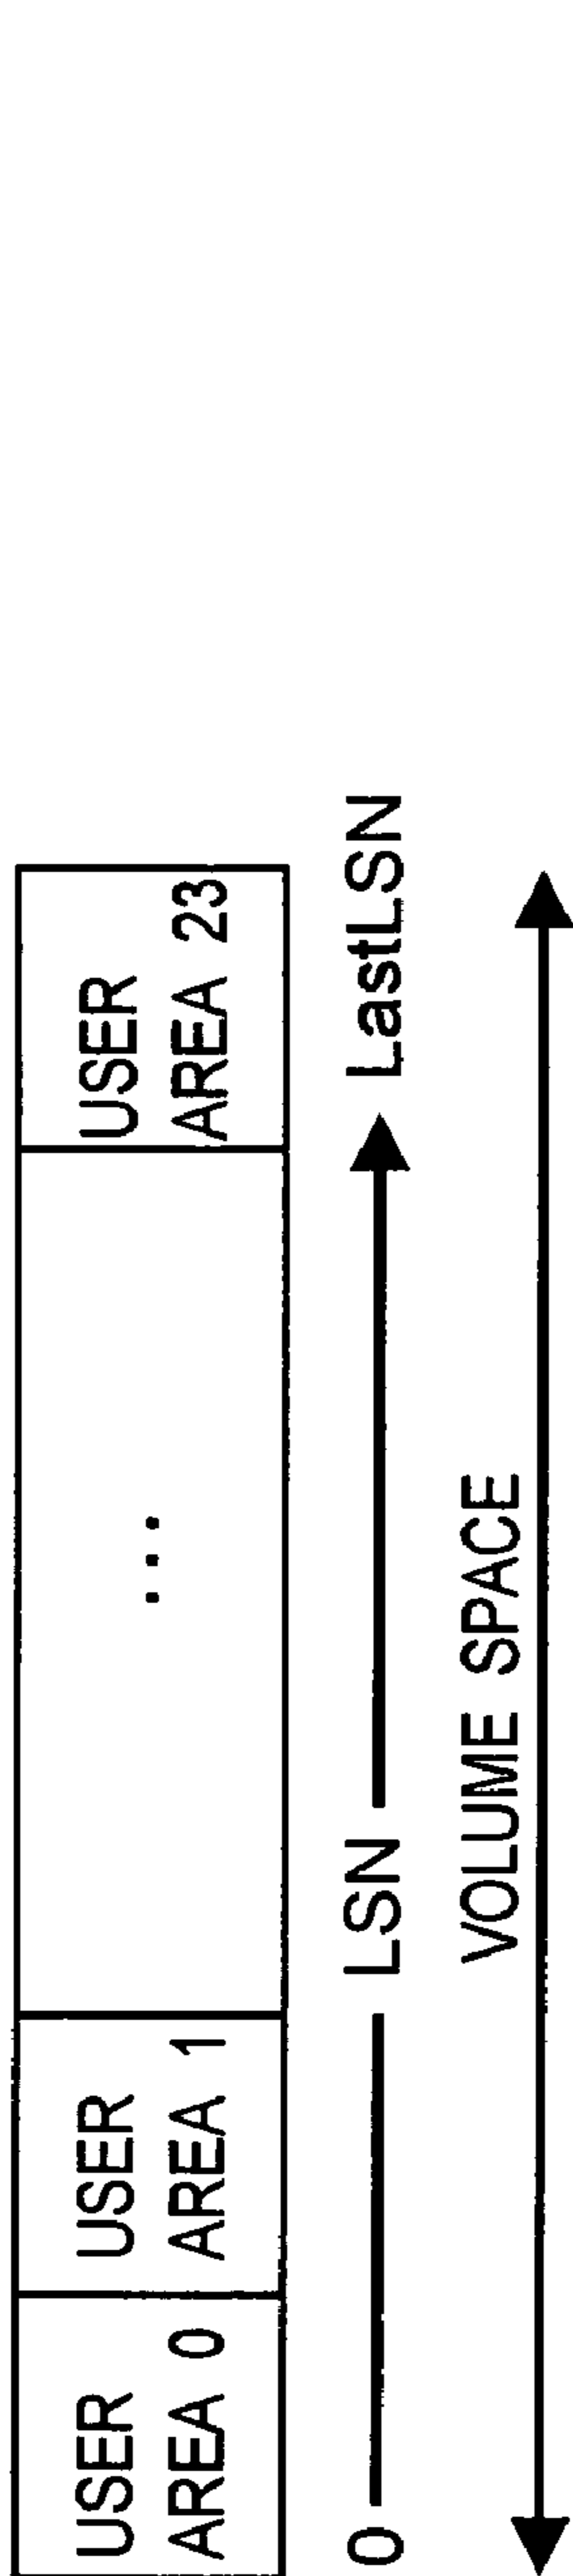 USER
AREA 0
USER
AREA 1
...
USER
AREA 23
0 LSN LastLSN
VOLUME SPACE